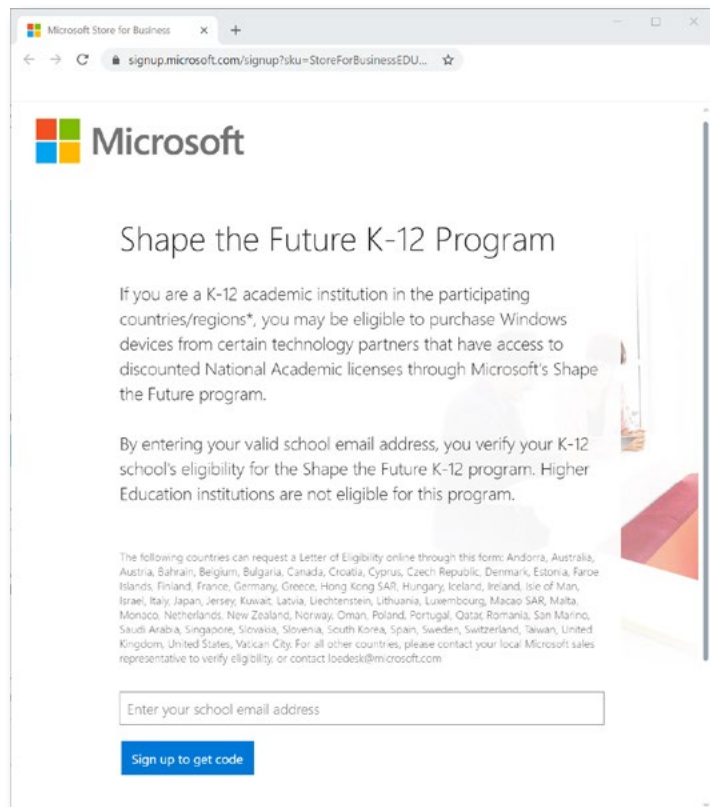 Microsoft Store for Business
signup.microsoft.com/signup?sku=StoreForBusinessEDU...
Microsoft
Shape the Future K-12 Program
If you are a K-12 academic institution in the participating
countries/regions*, you may be eligible to purchase Windows
devices from certain technology partners that have access to
discounted National Academic licenses through Microsoft's Shape
the Future program.
By entering your valid school email address, you verify your K-12
school's eligibility for the Shape the Future K-12 program. Higher
Education institutions are not eligible for this program.
The following countries can request a Letter of Eligibility online through this form: Andorra, Australia,
Austria, Bahrain, Belgium, Bulgaria, Canada, Croatia, Cyprus, Czech Republic, Denmark, Estonia, Faroe
Islands, Finland, France, Germany, Greece, Hong Kong SAR, Hungary, Iceland, Ireland, Isle of Man,
Israel, Italy, Japan, Jersey, Kuwait, Latvia, Liechtenstein, Lithuania, Luxembourg, Macao SAR, Malta,
Monaco, Netherlands, New Zealand, Norway, Oman, Poland, Portugal, Qatar, Romania, San Marino,
Saudi Arabia, Singapore, Slovakia, Slovenia, South Korea, Spain, Sweden, Switzerland, Taiwan, United
Kingdom, United States, Vatican City. For all other countries, please contact your local Microsoft sales
representative to verify eligibility, or contact loedesk@microsoft.com
Enter your school email address
Sign up to get code